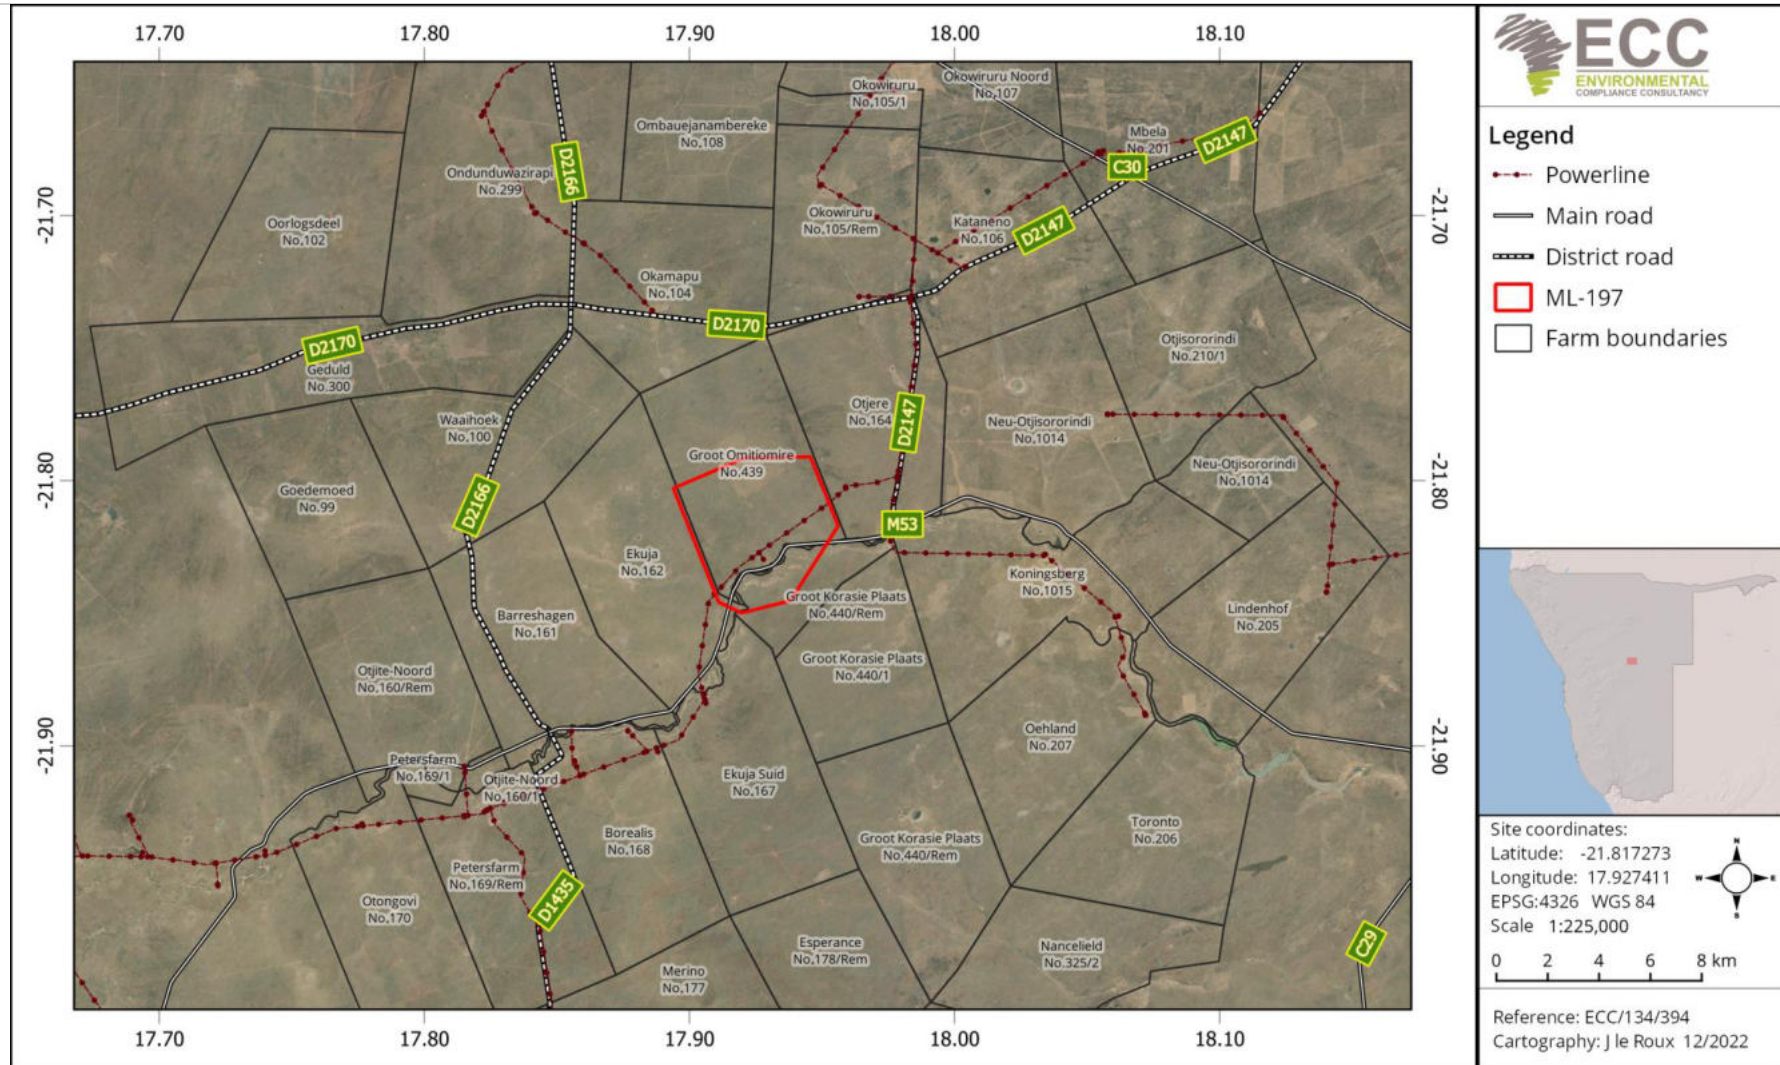 17.70
17.80
17.90
18.00
18.10
-21.70
-21.80
-21.90
-21.70
-21.80
-21.90
17.70
17.80
17.90
18.00
18.10
Okowiruru
No.105/1
Okowiruru Noord
No.107
Ombauejanambereke
No.108
Mbela
No.201
D2147
C30
D2166
Ondunduwazirapi
No.299
Oorlogsdeel
No.102
Okowiruru
No.105/Rem
Kataneno
No.106
D2147
Okamapu
No.104
D2170
D2170
Geduld
No.300
Otjisororindi
No.210/1
Waaihoek
No.100
Otjere
No.164
D2147
Neu-Otjisororindi
No.1014
Groot Omitiomire
No.439
Neu-Otjisororindi
No.1014
Goedemoed
No.99
D2166
M53
Ekuja
No.162
Koningsberg
No.1015
Groot Korasie Plaats
No.440/Rem
Lindenhof
No.205
Barreshagen
No.161
Otjite-Noord
No.160/Rem
Groot Korasie Plaats
No.440/1
Oehland
No.207
Petersfarm
No.169/1
Otjite-Noord
No.160/1
Ekuja Suid
No.167
Borealis
No.168
Groot Korasie Plaats
No.440/Rem
Toronto
No.206
Petersfarm
No.169/Rem
D1435
Otongovi
No.170
Esperance
No.178/Rem
Nancelield
No.325/2
Merino
No.177
C29
ECC
ENVIRONMENTAL
COMPLIANCE CONSULTANCY
Legend
Powerline
Main road
District road
ML-197
Farm boundaries
Site coordinates:
Latitude: -21.817273
Longitude: 17.927411
EPSG:4326 WGS 84
Scale 1:225,000
N
W E
S
0 2 4 6 8 km
Reference: ECC/134/394
Cartography: J le Roux 12/2022